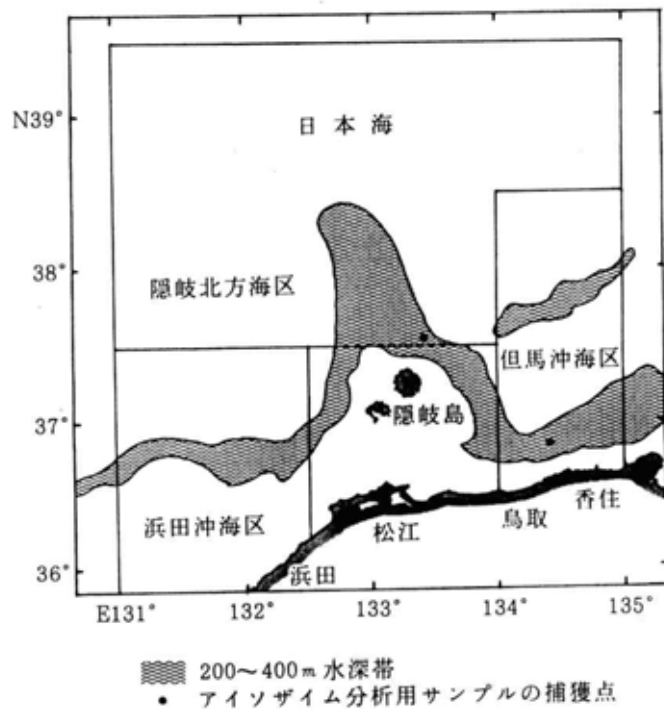 N39°
日本海
38°
隠岐北方海区
但馬沖海区
37°
隠岐島
浜田沖海区
松江
鳥取
香住
浜田
36°
E131°
132°
133°
134°
135°
200～400m水深帯
• アイソザイム分析用サンプルの捕獲点